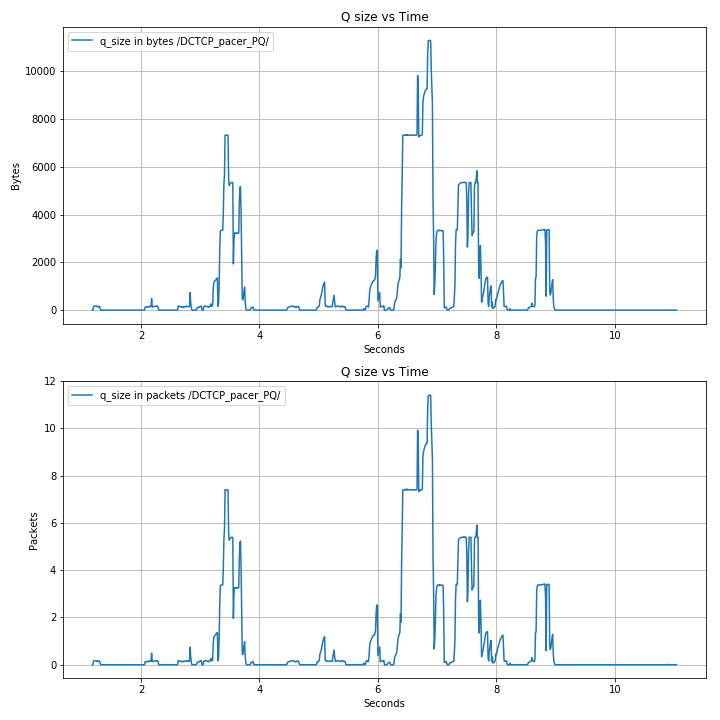 Q size vs Time
q_size in bytes /DCTCP_pacer_PQ/
10000
8000
6000
4000
2000
0
Bytes
2 4 6 8 10
Seconds
Q size vs Time
q_size in packets /DCTCP_pacer_PQ/
12
10
8
6
4
2
0
Packets
2 4 6 8 10
Seconds